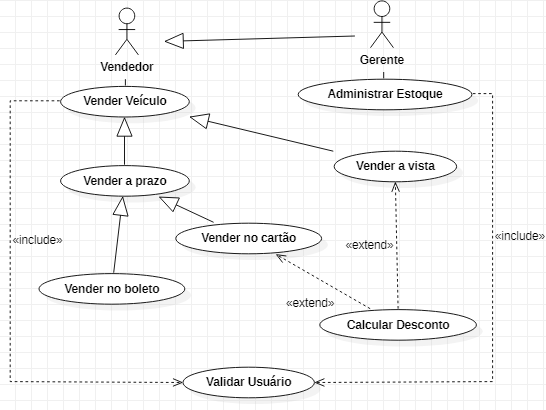 Vendedor
Gerente
Vender Veículo
Administrar Estoque
Vender a vista
Vender a prazo
Vender no cartão
«include»
«extend»
«include»
Vender no boleto
«extend»
Calcular Desconto
Validar Usuário